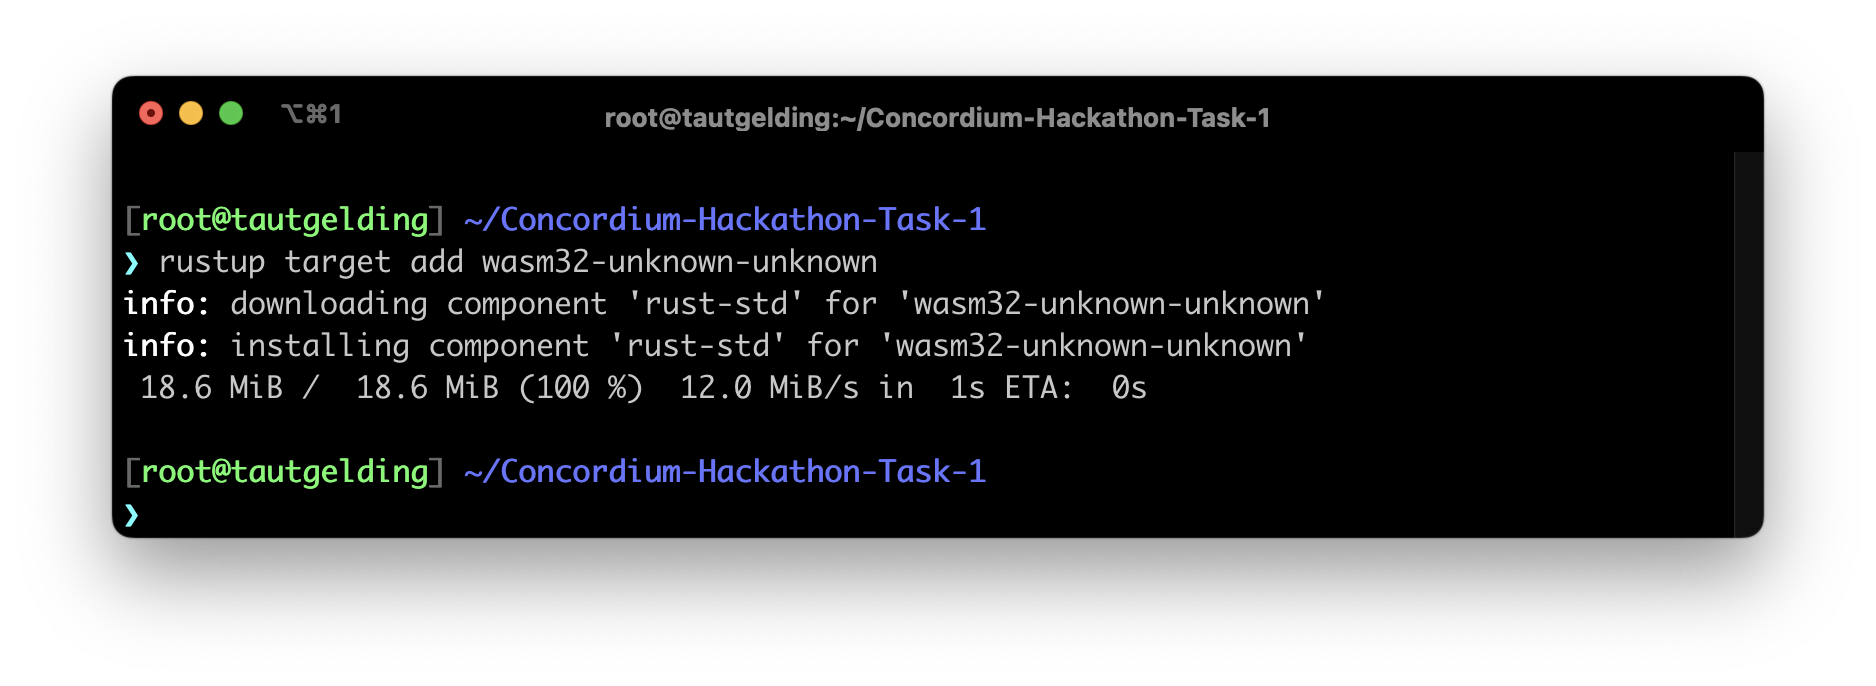 ⌥⌘1
root@tautgelding:~/Concordium-Hackathon-Task-1
[root@tautgelding] ~/Concordium-Hackathon-Task-1
❯ rustup target add wasm32-unknown-unknown
info: downloading component 'rust-std' for 'wasm32-unknown-unknown'
info: installing component 'rust-std' for 'wasm32-unknown-unknown'
 18.6 MiB /  18.6 MiB (100 %)  12.0 MiB/s in  1s ETA:  0s
[root@tautgelding] ~/Concordium-Hackathon-Task-1
❯